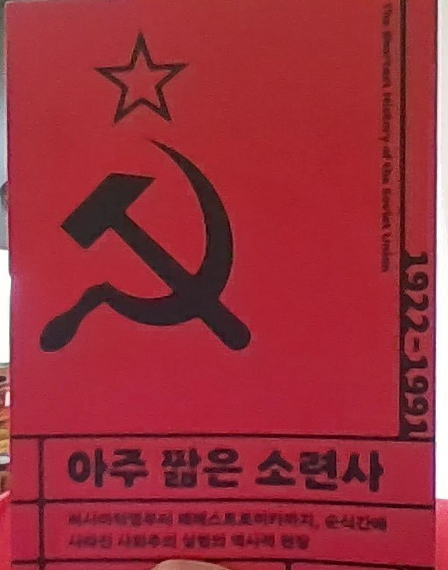 The Shortest History of the Soviet Union
1922-1991
아주 짧은 소련사
러시아혁명부터 페레스트로이카까지, 순식간에
사라진 사회주의 실험의 역사적 현장